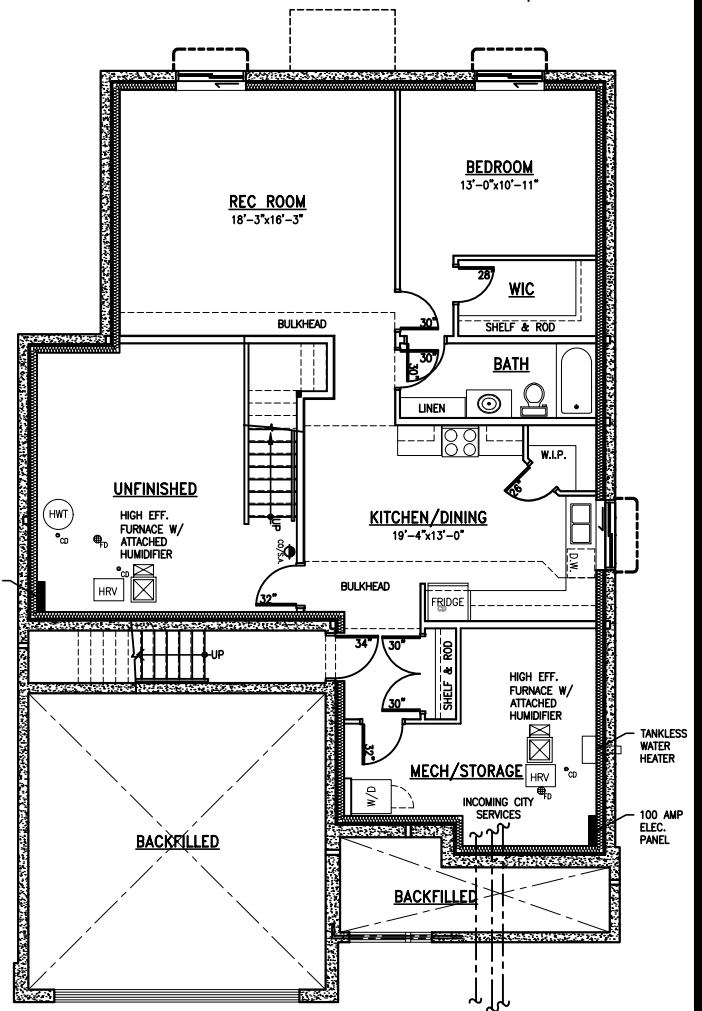 BEDROOM
13'-0"x10'-11"
REC ROOM
18'-3"x16'-3"
28"
WIC
SHELF & ROD
BULKHEAD
30"
30"
30"
BATH
LINEN
W.I.P.
26"
UNFINISHED
HIGH EFF.
FURNACE W/
ATTACHED
HUMIDIFIER
HWT
CD
FD
CD
HRV
UP
CO/S.A.
32"
KITCHEN/DINING
19'-4"x13'-0"
D.W.
BULKHEAD
FRIDGE
UP
34"
30"
30"
SHELF & ROD
HIGH EFF.
FURNACE W/
ATTACHED
HUMIDIFIER
32"
MECH/STORAGE
HRV
CD
FD
W/D
INCOMING CITY
SERVICES
TANKLESS
WATER
HEATER
100 AMP
ELEC.
PANEL
BACKFILLED
BACKFILLED